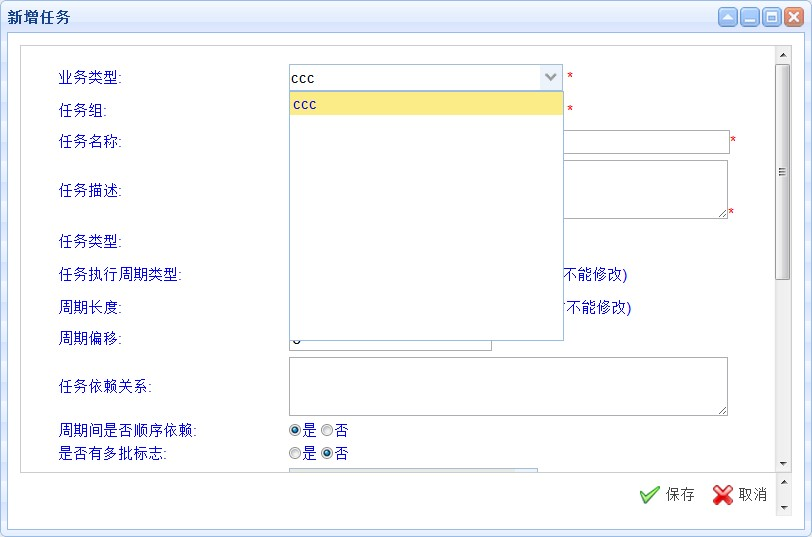 新增任务
业务类型: ccc *
ccc
任务组: *
任务名称: *
任务描述: *
任务类型:
任务执行周期类型: 不能修改)
周期长度: 不能修改)
周期偏移:
任务依赖关系:
周期间是否顺序依赖: 是 否
是否有多批标志: 是 否
保存 取消